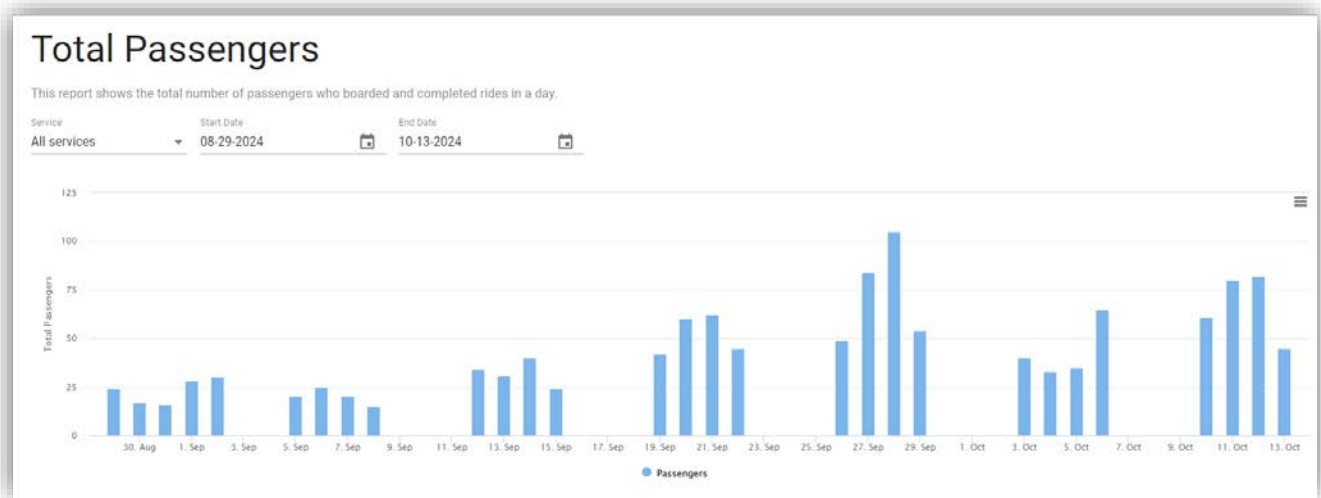 Total Passengers
This report shows the total number of passengers who boarded and completed rides in a day.
Service Start Date End Date
All services 08-29-2024 10-13-2024
125
100
75
50
25
0
Total Passengers
30. Aug 1. Sep 3. Sep 5. Sep 7. Sep 9. Sep 11. Sep 13. Sep 15. Sep 17. Sep 19. Sep 21. Sep 23. Sep 25. Sep 27. Sep 29. Sep 1. Oct 3. Oct 5. Oct 7. Oct 9. Oct 11. Oct 13. Oct
Passengers